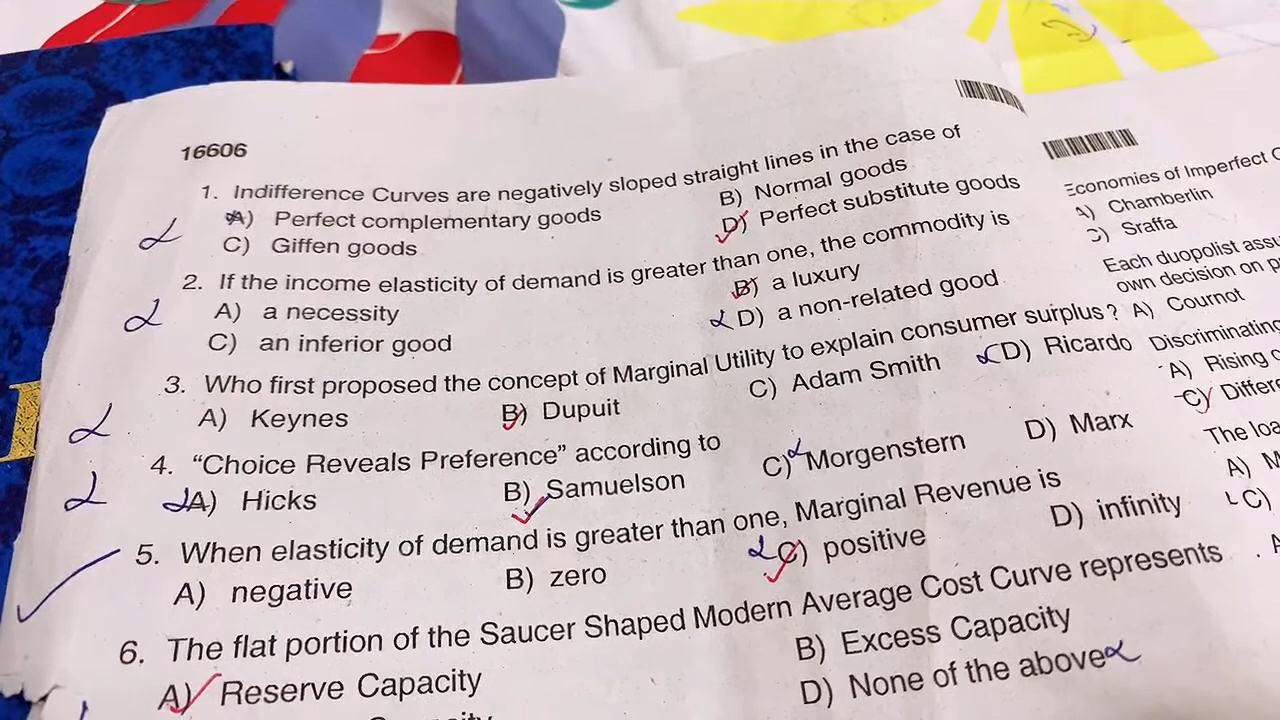 16606
1. Indifference Curves are negatively sloped straight lines in the case of
A) Perfect complementary goods B) Normal goods
C) Giffen goods D) Perfect substitute goods
2. If the income elasticity of demand is greater than one, the commodity is
A) a necessity B) a luxury
C) an inferior good D) a non-related good
3. Who first proposed the concept of Marginal Utility to explain consumer surplus ?
A) Keynes B) Dupuit C) Adam Smith D) Ricardo
4. “Choice Reveals Preference” according to
A) Hicks B) Samuelson C) Morgenstern D) Marx
5. When elasticity of demand is greater than one, Marginal Revenue is
A) negative B) zero C) positive D) infinity
6. The flat portion of the Saucer Shaped Modern Average Cost Curve represents
A) Reserve Capacity B) Excess Capacity
D) None of the above
Economies of Imperfect
A) Chamberlin
C) Sraffa
Each duopolist
own decision on
A) Cournot
Discriminating
A) Rising
C)
The
A)
C)